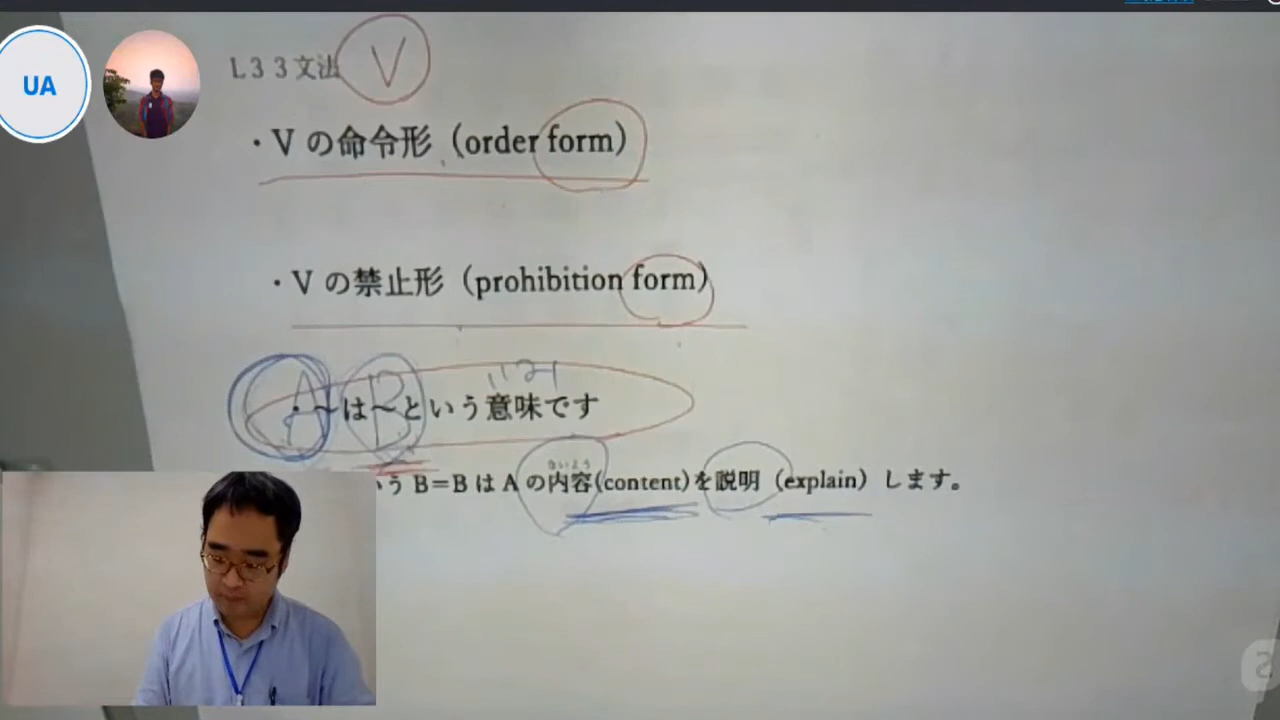 UA
L33文法 V
・Vの命令形（order form）
・Vの禁止形（prohibition form）
いみ
A B
・～は～という意味です
ないよう
いう B=BはAの内容(content)を説明（explain）します。